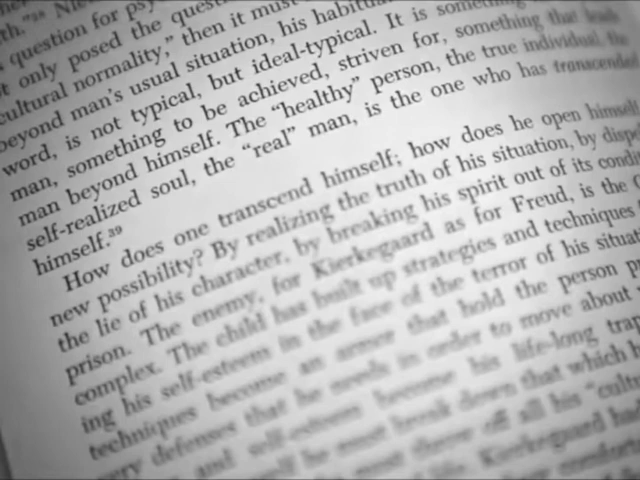 th."28
question for psy
only posed the quest
cultural normality," then it must
beyond man's usual situation, his habitual
word, is not typical, but ideal-typical. It is something
man, something to be achieved, striven for, something that
man beyond himself. The "healthy" person, the true individual, the
self-realized soul, the "real" man, is the one who has transcended
himself.39
How does one transcend himself; how does he open himself
new possibility? By realizing the truth of his situation, by disp
the lie of his character, by breaking his spirit out of its condi
prison. The enemy, for Kierkegaard as for Freud, is the
complex. The child has built up strategies and techniques
ing his self-esteem in the face of the terror of his situati
techniques become an armor that hold the person p
very defenses that he needs in order to move about
and self-esteem become his life-long trap
he must break down that which h
throw off all his "cult
Kierkegaard ha